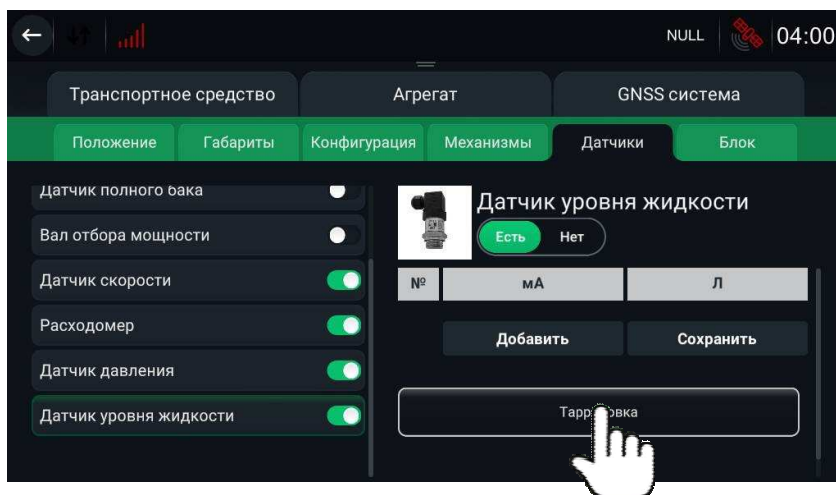 NULL 04:00
Транспортное средство Агрегат GNSS система
Положение Габариты Конфигурация Механизмы Датчики Блок
Датчик полного бака
Вал отбора мощности
Датчик скорости
Расходомер
Датчик давления
Датчик уровня жидкости
Датчик уровня жидкости
Есть Нет
№ мА Л
Добавить Сохранить